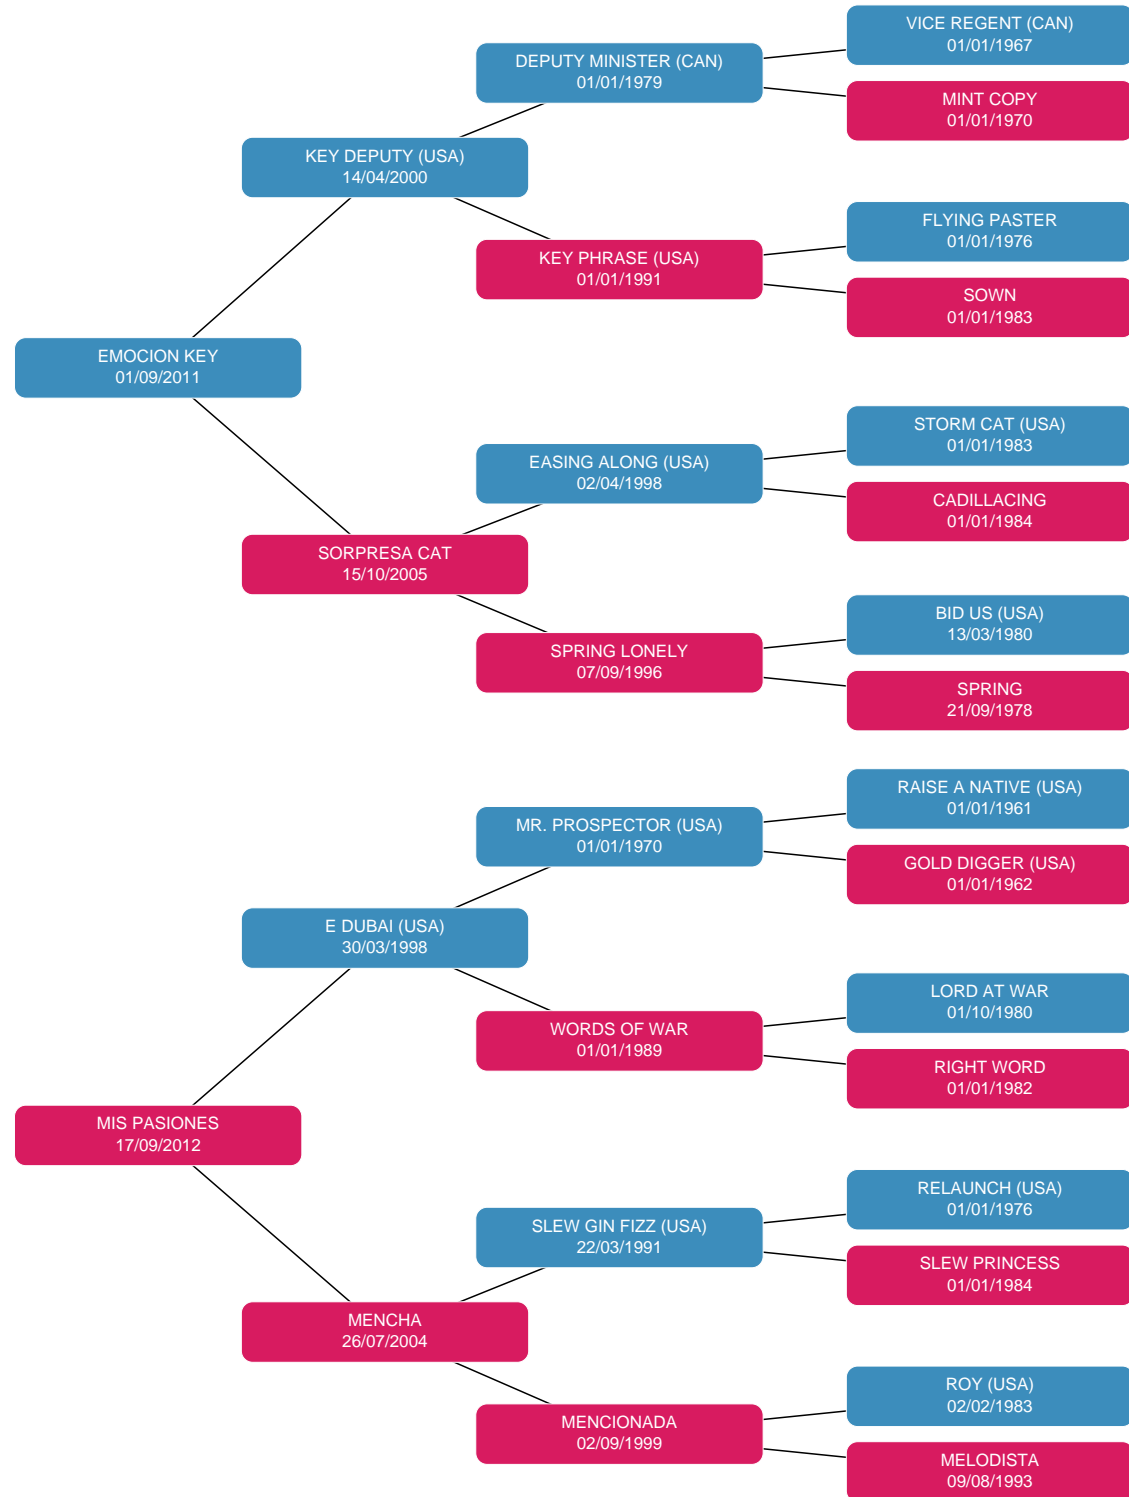 VICE REGENT (CAN)
01/01/1967
DEPUTY MINISTER (CAN)
01/01/1979
MINT COPY
01/01/1970
KEY DEPUTY (USA)
14/04/2000
FLYING PASTER
01/01/1976
KEY PHRASE (USA)
01/01/1991
SOWN
01/01/1983
EMOCION KEY
01/09/2011
STORM CAT (USA)
01/01/1983
EASING ALONG (USA)
02/04/1998
CADILLACING
01/01/1984
SORPRESA CAT
15/10/2005
BID US (USA)
13/03/1980
SPRING LONELY
07/09/1996
SPRING
21/09/1978
RAISE A NATIVE (USA)
01/01/1961
MR. PROSPECTOR (USA)
01/01/1970
GOLD DIGGER (USA)
01/01/1962
E DUBAI (USA)
30/03/1998
LORD AT WAR
01/10/1980
WORDS OF WAR
01/01/1989
RIGHT WORD
01/01/1982
MIS PASIONES
17/09/2012
RELAUNCH (USA)
01/01/1976
SLEW GIN FIZZ (USA)
22/03/1991
SLEW PRINCESS
01/01/1984
MENCHA
26/07/2004
ROY (USA)
02/02/1983
MENCIONADA
02/09/1999
MELODISTA
09/08/1993